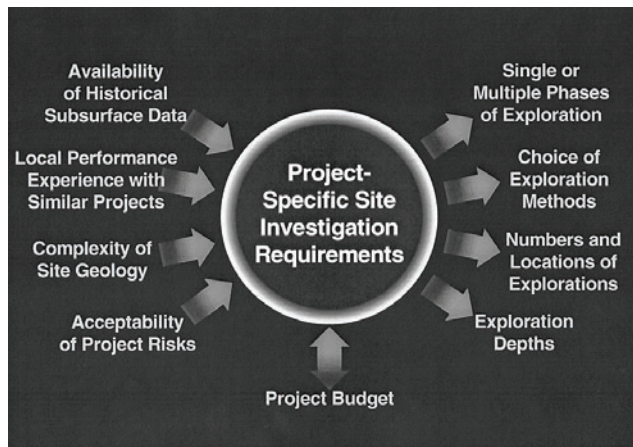 Availability
of Historical
Subsurface Data
Local Performance
Experience with
Similar Projects
Complexity of
Site Geology
Acceptability
of Project Risks
Project-
Specific Site
Investigation
Requirements
Single or
Multiple Phases
of Exploration
Choice of
Exploration
Methods
Numbers and
Locations of
Explorations
Exploration
Depths
Project Budget